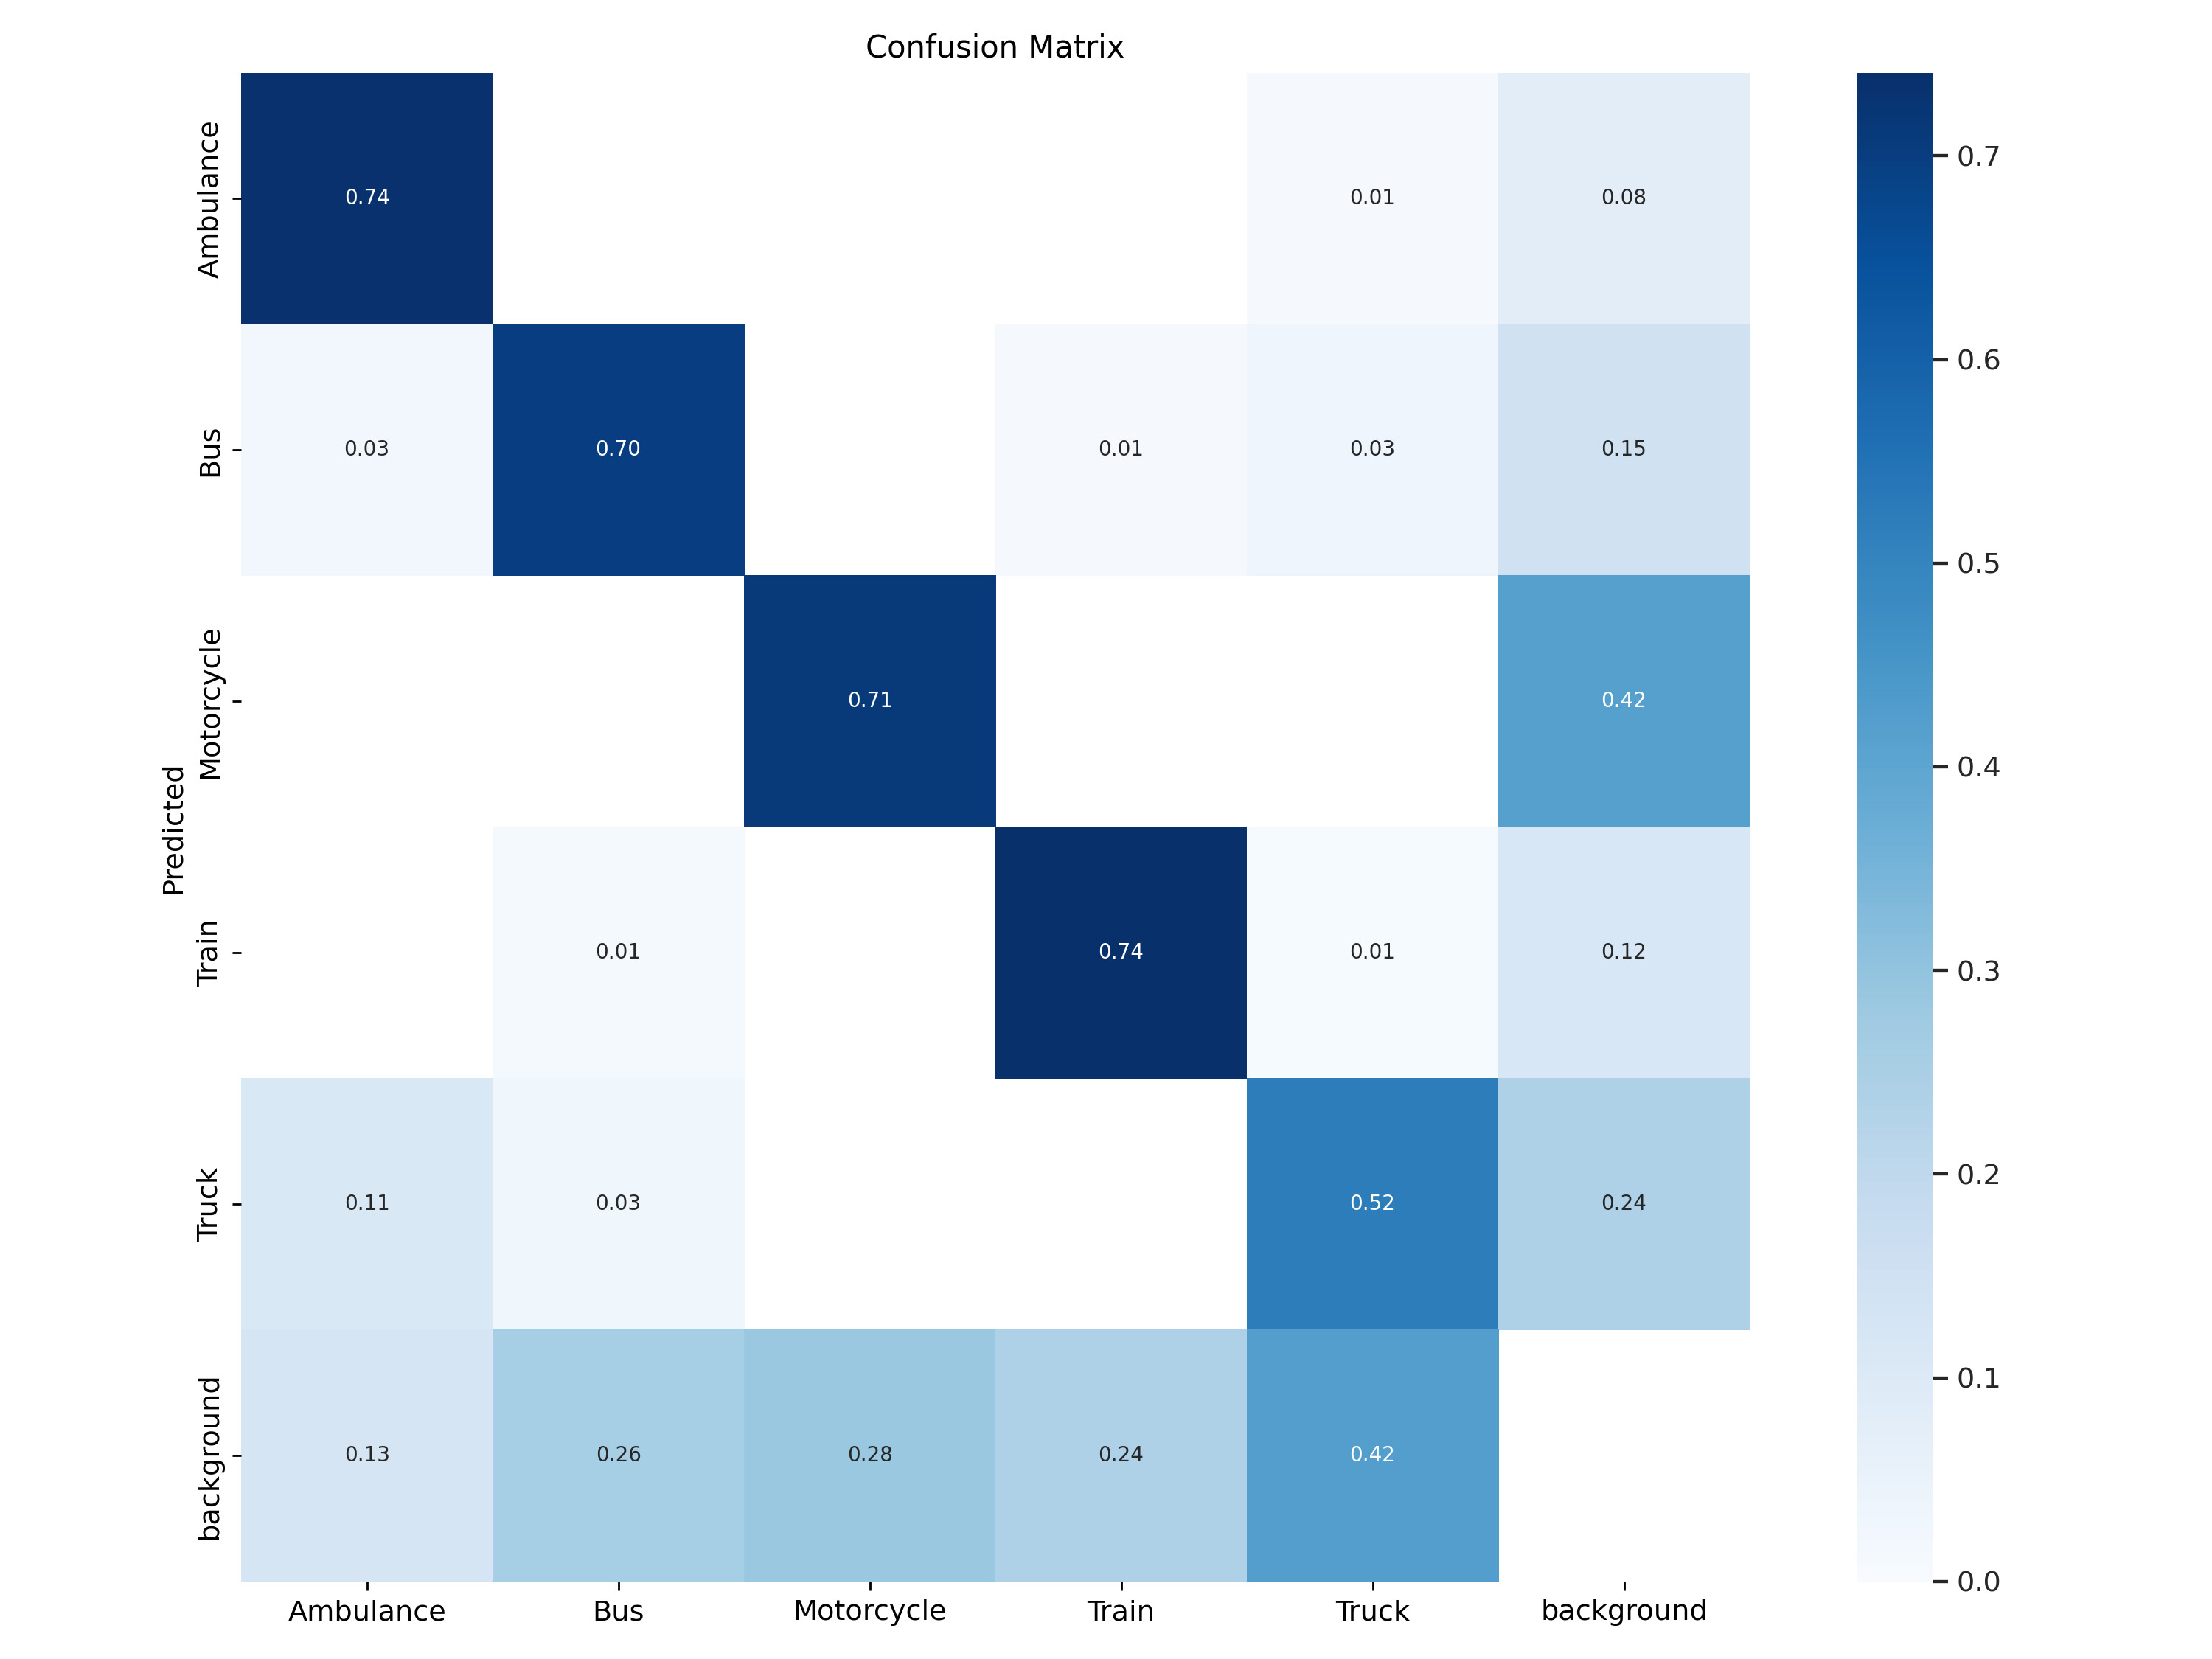 Confusion Matrix
Predicted
Ambulance 0.74 0.01 0.08
Bus 0.03 0.70 0.01 0.03 0.15
Motorcycle 0.71 0.42
Train 0.01 0.74 0.01 0.12
Truck 0.11 0.03 0.52 0.24
background 0.13 0.26 0.28 0.24 0.42
Ambulance Bus Motorcycle Train Truck background
0.7
0.6
0.5
0.4
0.3
0.2
0.1
0.0